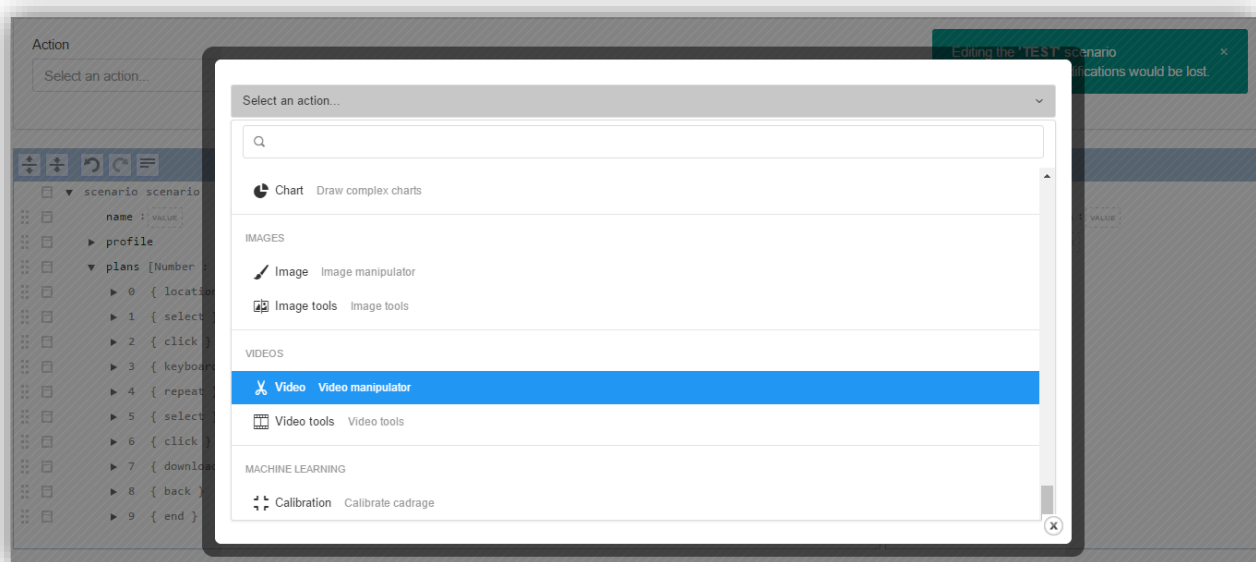 Action
Select an action...
Editing the 'TEST' scenario ×
ifications would be lost.
Select an action...
Chart Draw complex charts
IMAGES
Image Image manipulator
Image tools Image tools
VIDEOS
Video Video manipulator
Video tools Video tools
MACHINE LEARNING
Calibration Calibrate cadrage
scenario scenario
name : VALUE
: VALUE
profile
plans [Number :
0 { location
1 { select }
2 { click }
3 { keyboard
4 { repeat }
5 { select }
6 { click }
7 { download
8 { back }
9 { end }